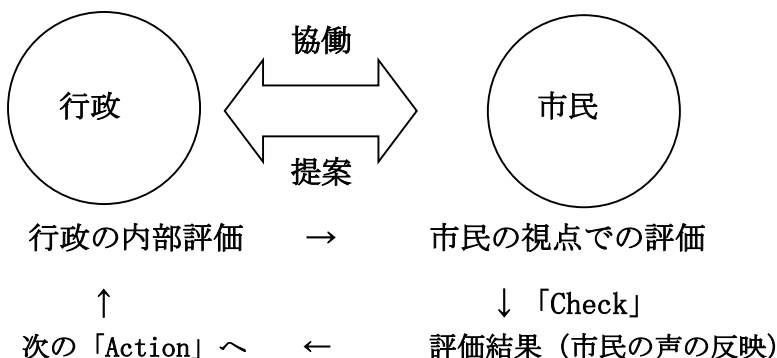 協働
行政
市民
提案
行政の内部評価 → 市民の視点での評価
↑ ↓「Check」
次の「Action」へ ← 評価結果（市民の声の反映）